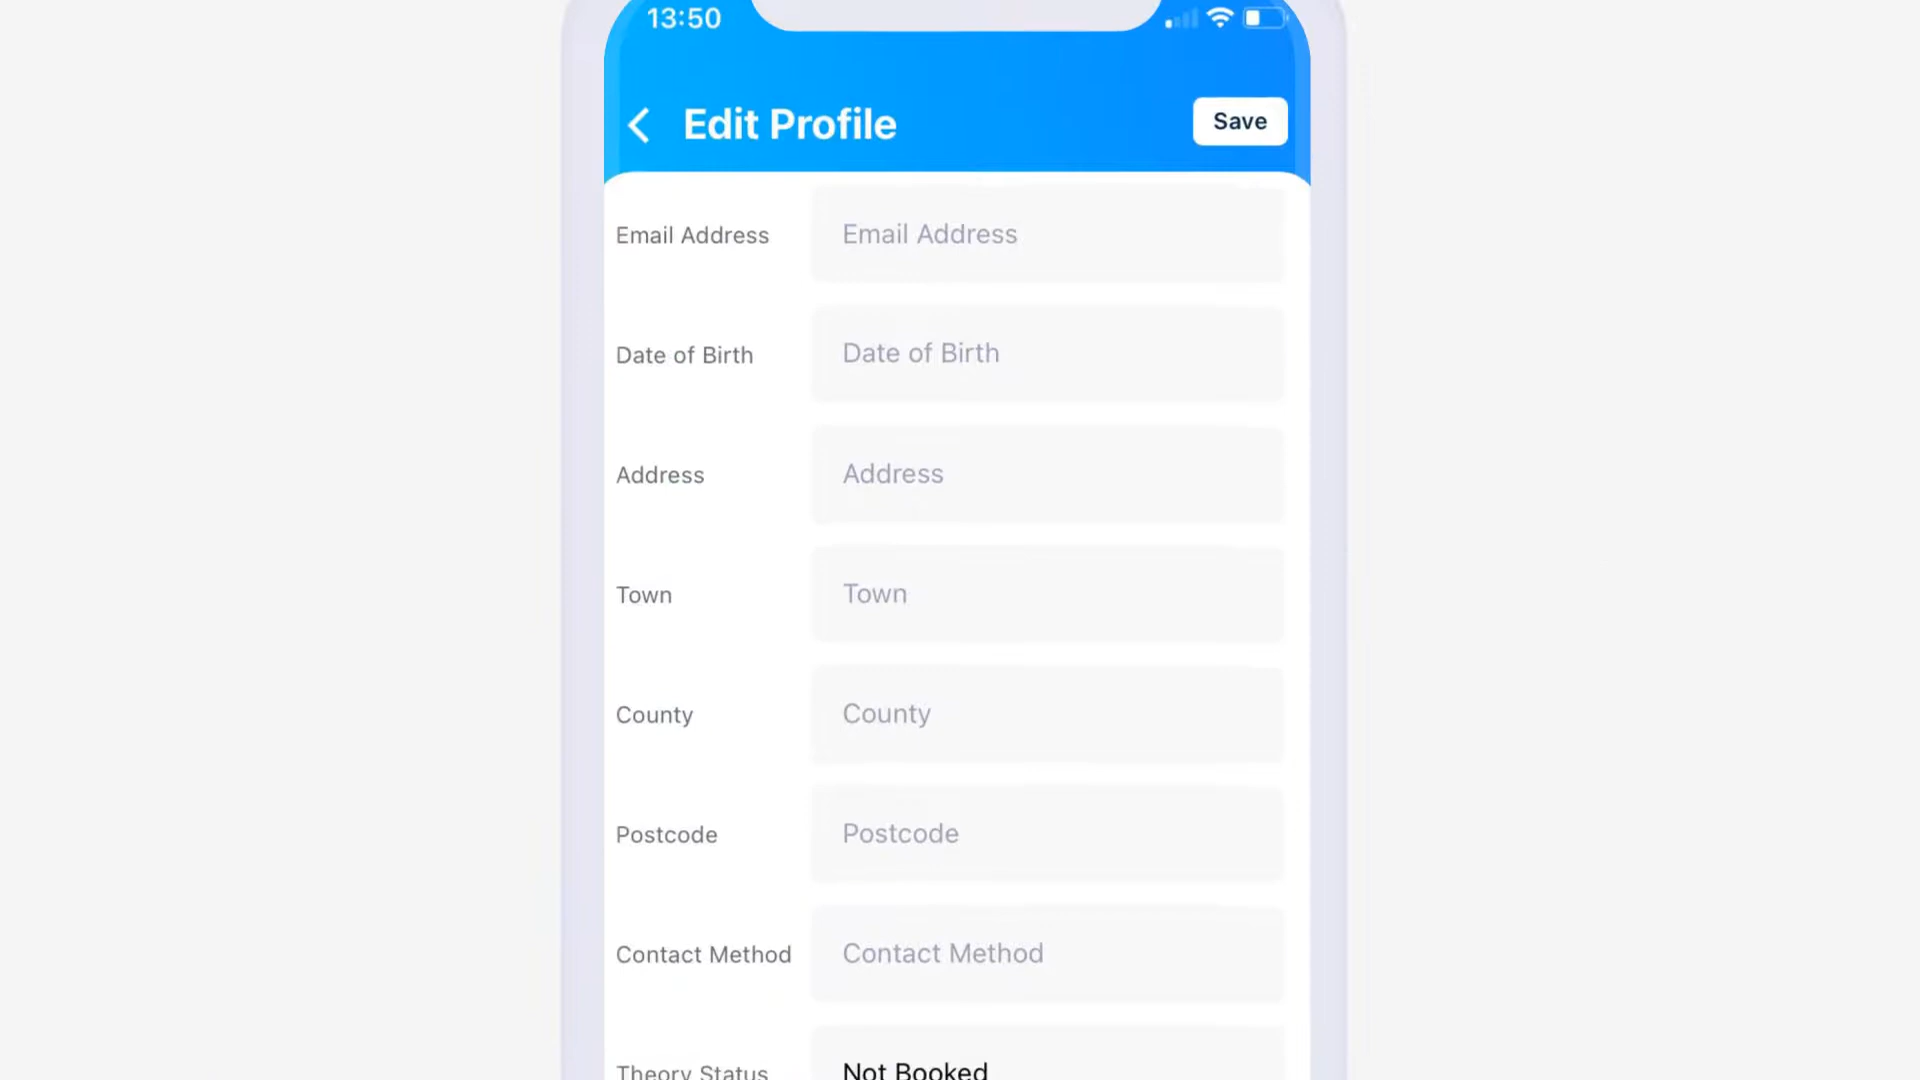 13:50
Edit Profile
Save
Email Address Email Address
Date of Birth Date of Birth
Address Address
Town Town
County County
Postcode Postcode
Contact Method Contact Method
Theory Status Not Booked